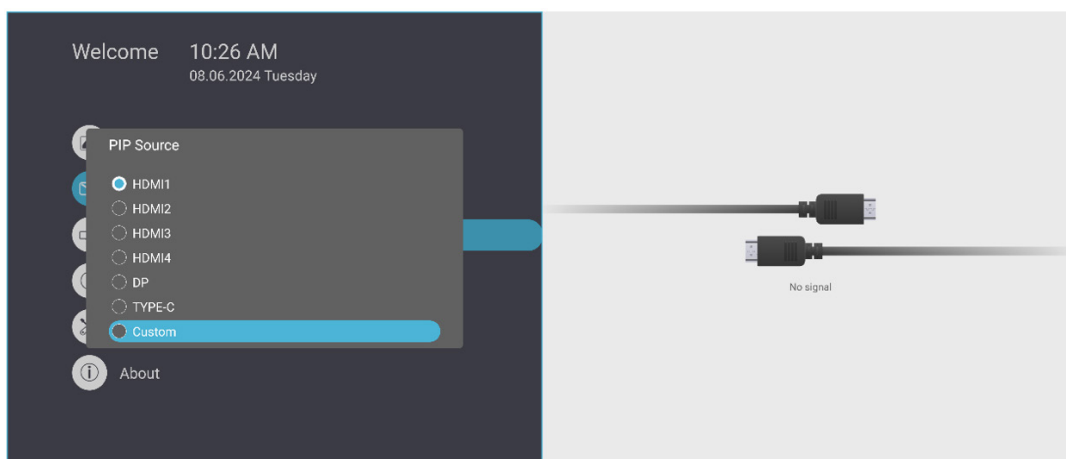 Welcome
10:26 AM
08.06.2024 Tuesday
PIP Source
HDMI1
HDMI2
HDMI3
HDMI4
DP
TYPE-C
Custom
About
No signal